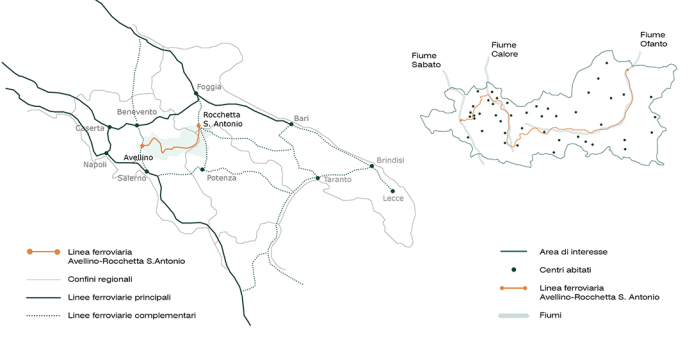 Foggia
Benevento
Rocchetta
S. Antonio
Caserta
Bari
Avellino
Napoli
Salerno
Potenza
Taranto
Brindisi
Lecce
Fiume
Sabato
Fiume
Calore
Fiume
Ofanto
Linea ferroviaria
Avellino-Rocchetta S.Antonio
Confini regionali
Linee ferroviarie principali
Linee ferroviarie complementari
Area di interesse
Centri abitati
Linea ferroviaria
Avellino-Rocchetta S. Antonio
Fiumi